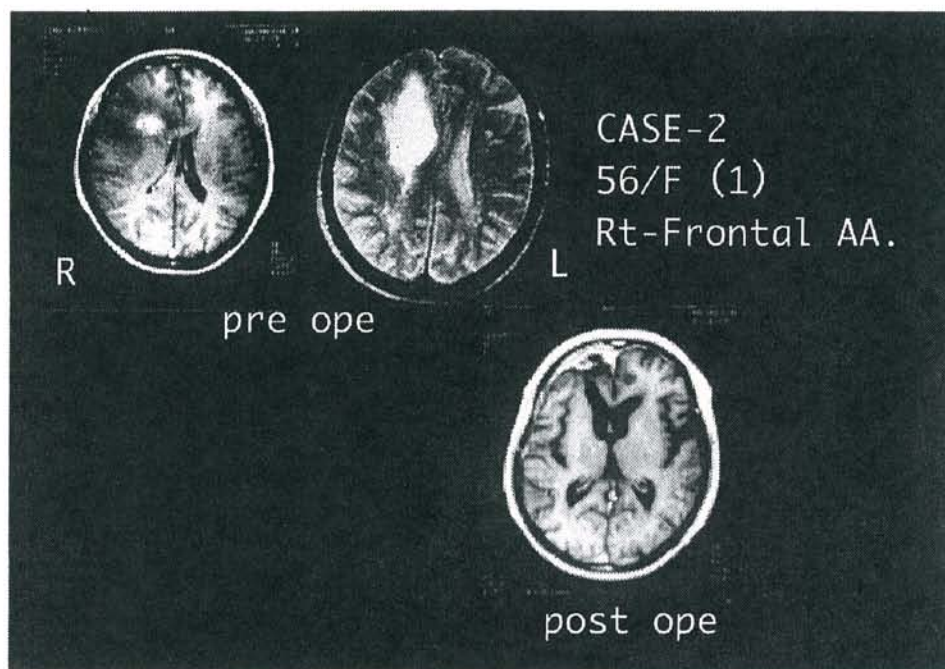 CASE-2
56/F (1)
Rt-Frontal AA.
R
L
pre ope
post ope